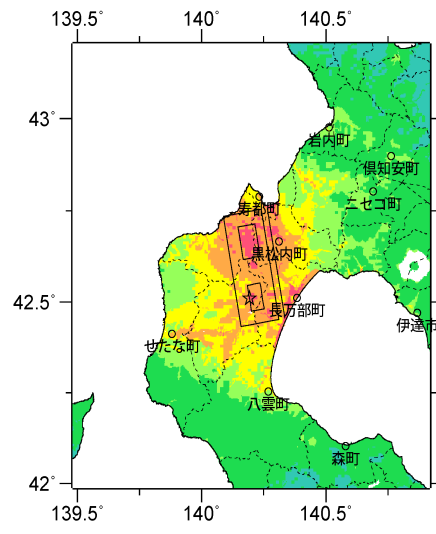 139.5° 140° 140.5°
43°
岩内町
倶知安町
ニセコ町
寿都町
黒松内町
42.5°
長万部町
伊達市
せたな町
八雲町
森町
42°
139.5° 140° 140.5°